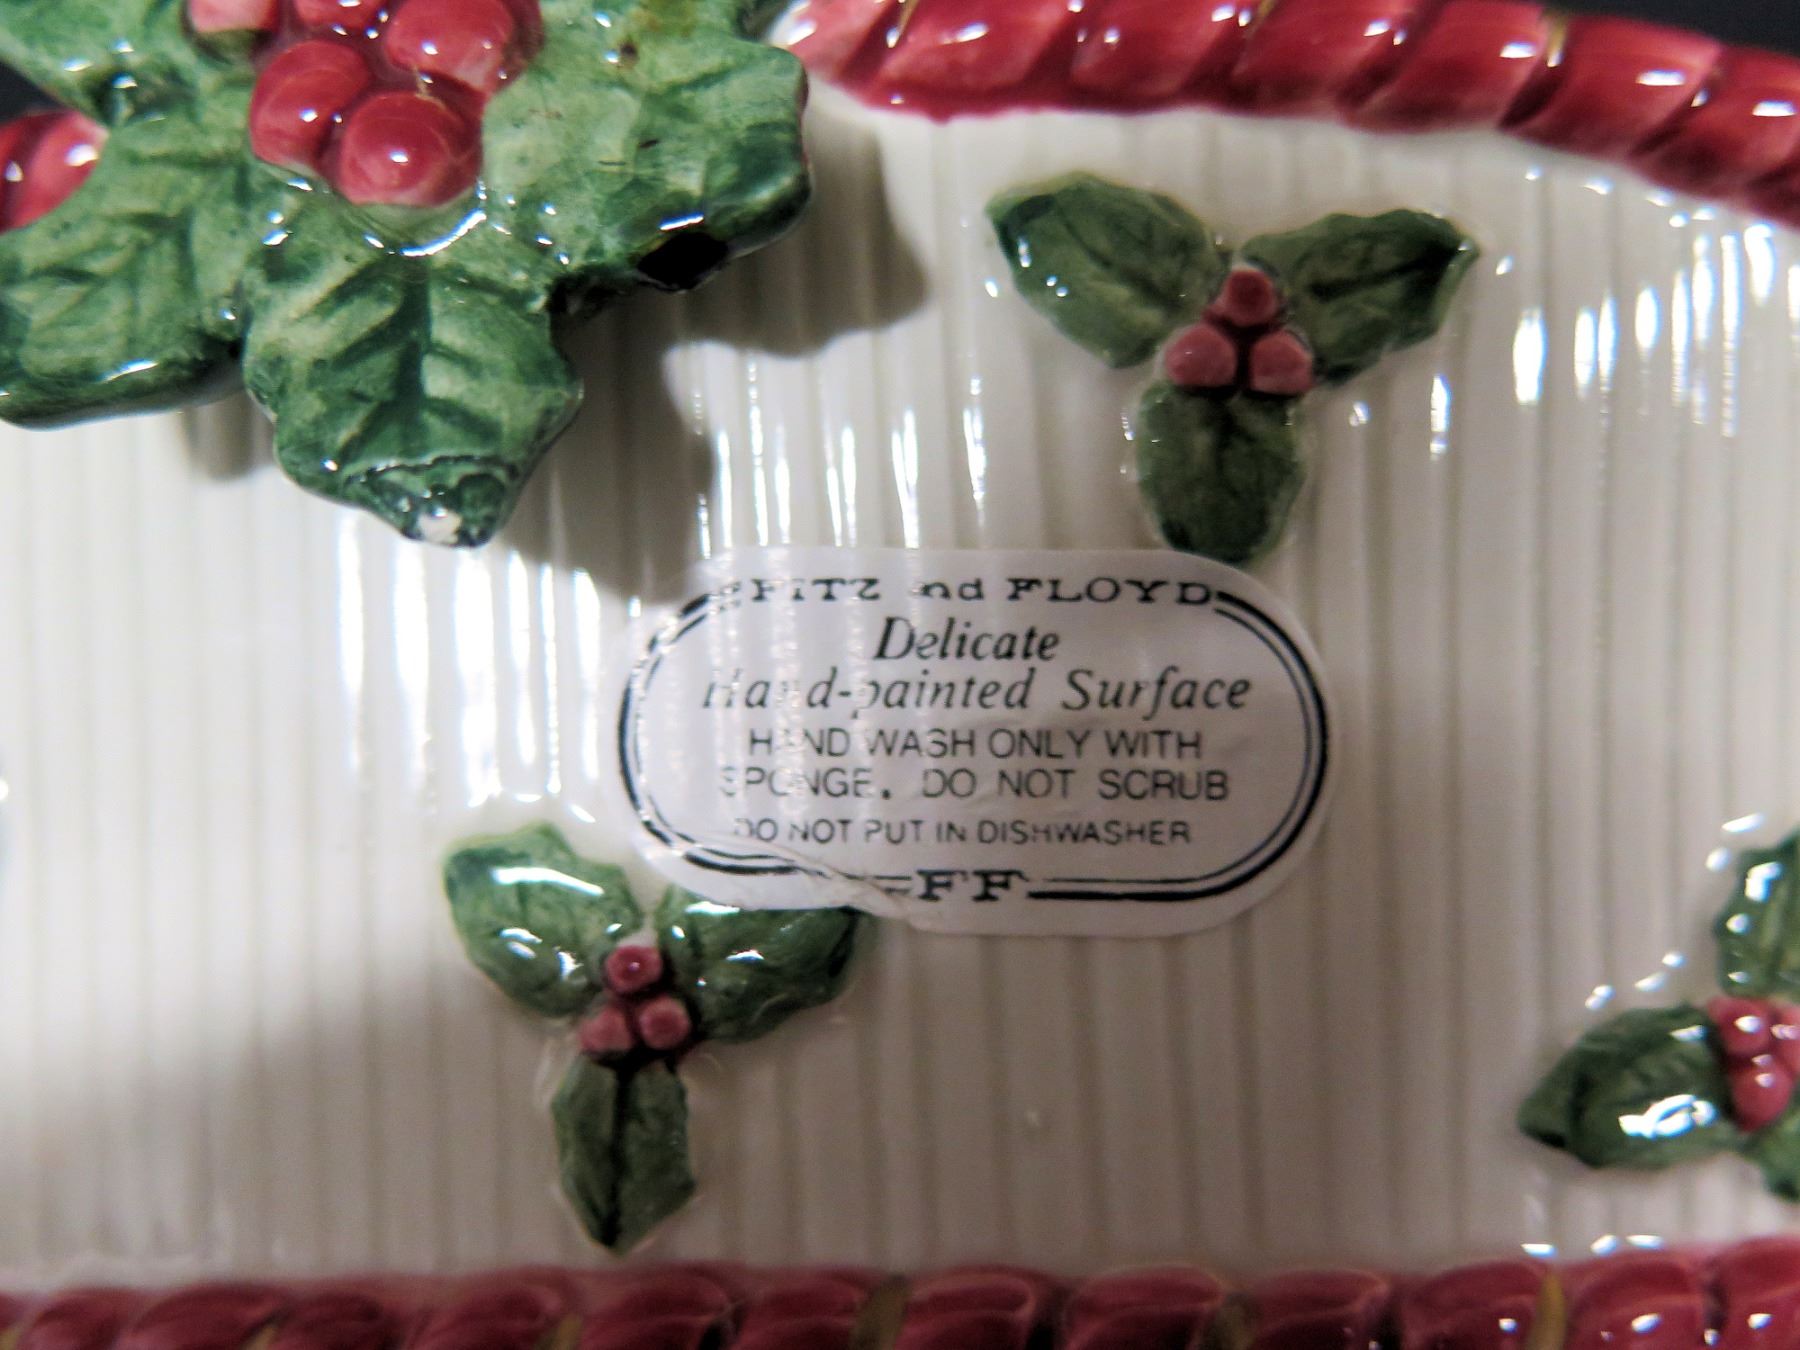 FITZ and FLOYD
Delicate
Hand-painted Surface
HAND WASH ONLY WITH
SPONGE. DO NOT SCRUB
DO NOT PUT IN DISHWASHER
FF